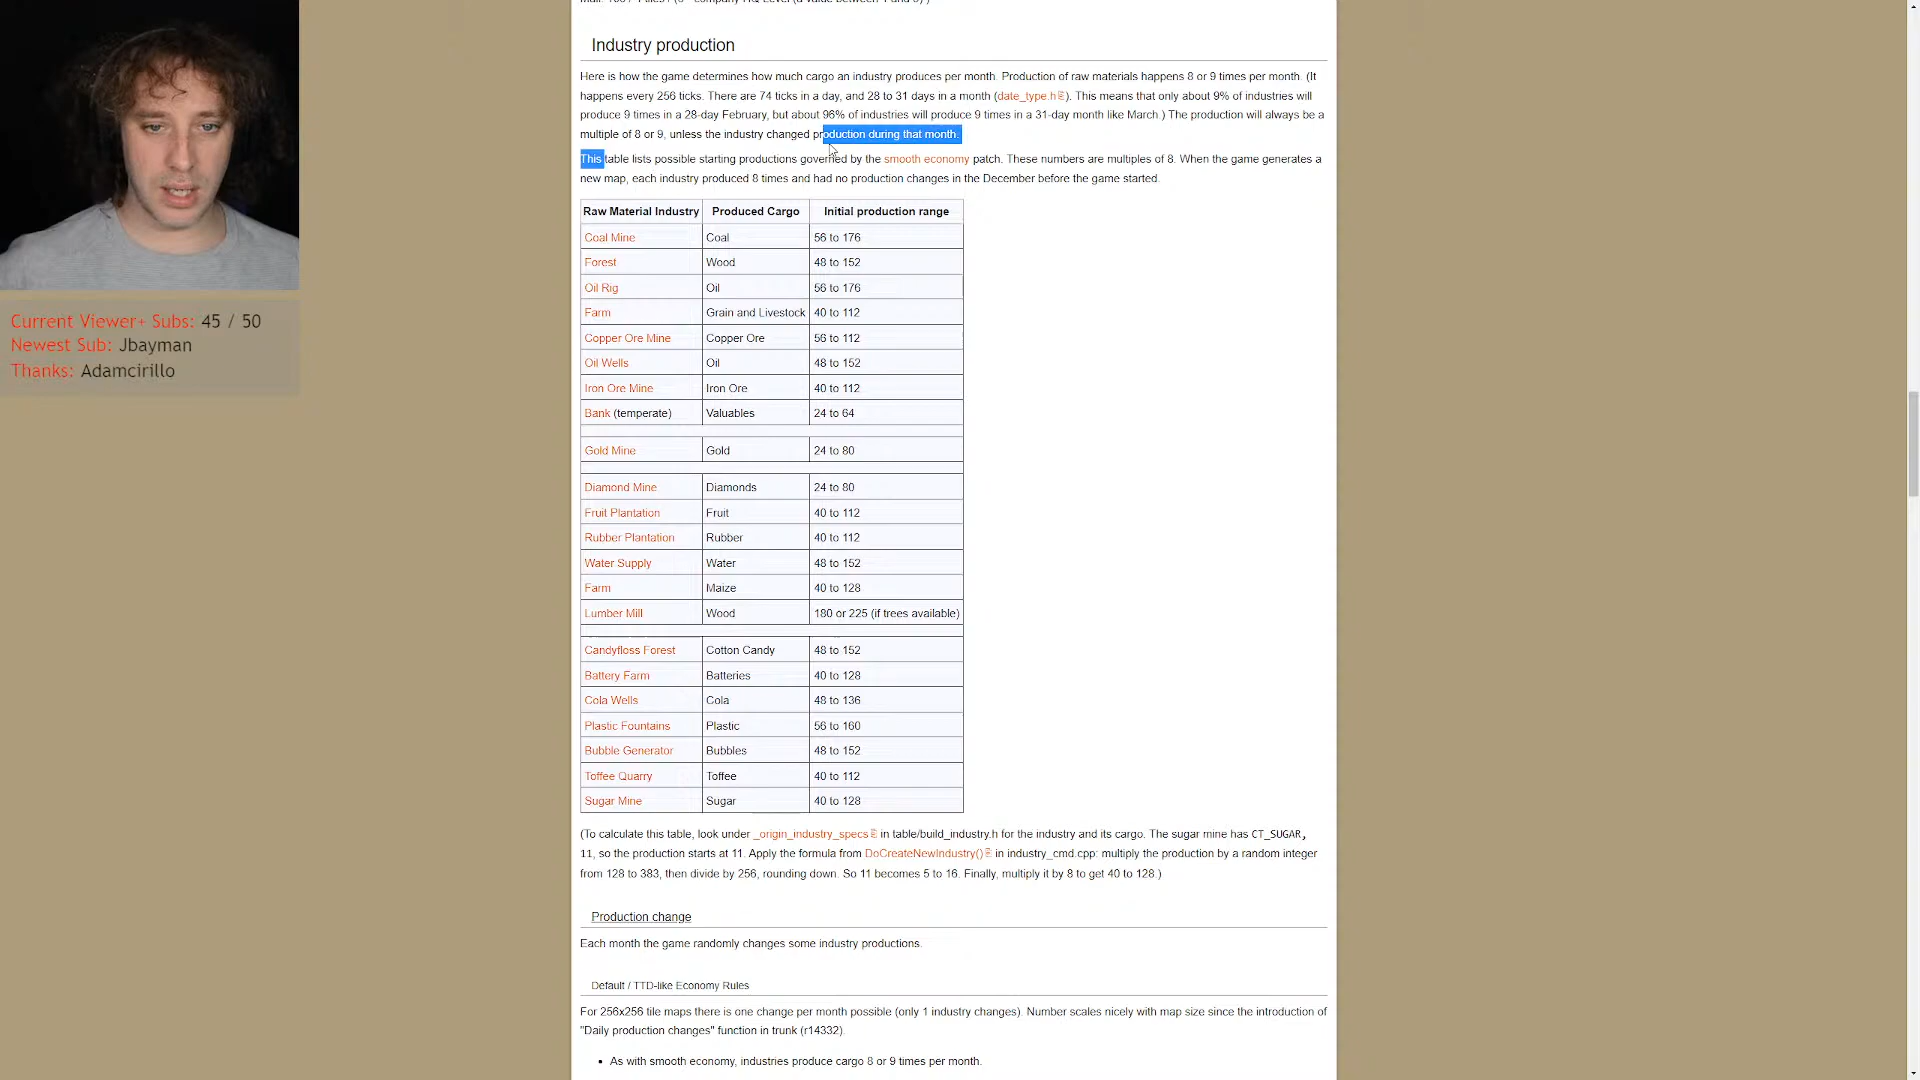 Industry production
Here is how the game determines how much cargo an industry produces per month. Production of raw materials happens 8 or 9 times per month. (It
happens every 256 ticks. There are 74 ticks in a day, and 28 to 31 days in a month (date_type.h). This means that only about 9% of industries will
produce 9 times in a 28-day February, but about 96% of industries will produce 9 times in a 31-day month like March.) The production will always be a
multiple of 8 or 9, unless the industry changed production during that month.
This table lists possible starting productions governed by the smooth economy patch. These numbers are multiples of 8. When the game generates a
new map, each industry produced 8 times and had no production changes in the December before the game started.
Raw Material Industry Produced Cargo Initial production range
Coal Mine Coal 56 to 176
Forest Wood 48 to 152
Oil Rig Oil 56 to 176
Farm Grain and Livestock 40 to 112
Copper Ore Mine Copper Ore 56 to 112
Oil Wells Oil 48 to 152
Iron Ore Mine Iron Ore 40 to 112
Bank (temperate) Valuables 24 to 64
Gold Mine Gold 24 to 80
Diamond Mine Diamonds 24 to 80
Fruit Plantation Fruit 40 to 112
Rubber Plantation Rubber 40 to 112
Water Supply Water 48 to 152
Farm Maize 40 to 128
Lumber Mill Wood 180 or 225 (if trees available)
Candyfloss Forest Cotton Candy 48 to 152
Battery Farm Batteries 40 to 128
Cola Wells Cola 48 to 136
Plastic Fountains Plastic 56 to 160
Bubble Generator Bubbles 48 to 152
Toffee Quarry Toffee 40 to 112
Sugar Mine Sugar 40 to 128
(To calculate this table, look under _origin_industry_specs in table/build_industry.h for the industry and its cargo. The sugar mine has CT_SUGAR,
11, so the production starts at 11. Apply the formula from DoCreateNewIndustry() in industry_cmd.cpp: multiply the production by a random integer
from 128 to 383, then divide by 256, rounding down. So 11 becomes 5 to 16. Finally, multiply it by 8 to get 40 to 128.)
Production change
Each month the game randomly changes some industry productions.
Default / TTD-like Economy Rules
For 256x256 tile maps there is one change per month possible (only 1 industry changes). Number scales nicely with map size since the introduction of
"Daily production changes" function in trunk (r14332).
• As with smooth economy, industries produce cargo 8 or 9 times per month.
Current Viewer+ Subs: 45 / 50
Newest Sub: Jbayman
Thanks: Adamcirillo